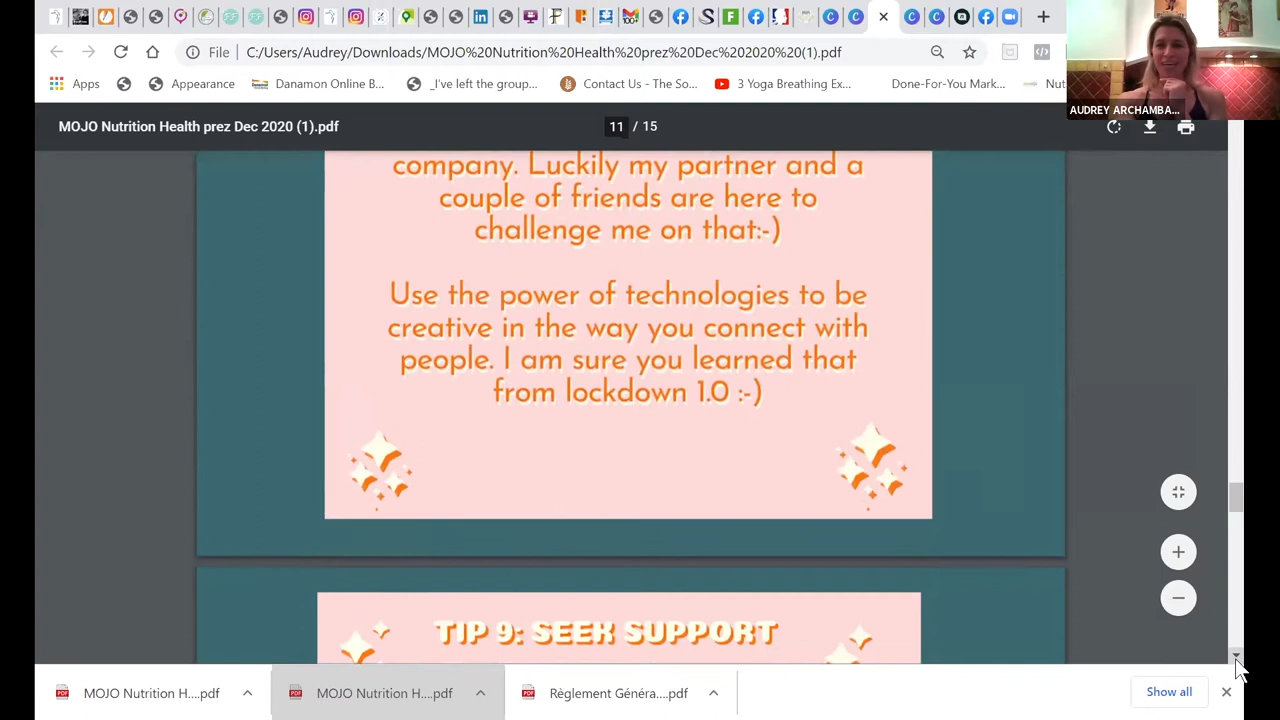 File
C:/Users/Audrey/Downloads/MOJO%20Nutrition%20Health%20prez%20Dec%202020%20(1).pdf
Apps
Appearance
Danamon Online B...
_I've left the group...
Contact Us - The So...
3 Yoga Breathing Ex...
Done-For-You Mark...
Nut
AUDREY ARCHAMBA...
MOJO Nutrition Health prez Dec 2020 (1).pdf
11 / 15
company. Luckily my partner and a
couple of friends are here to
challenge me on that:-)
Use the power of technologies to be
creative in the way you connect with
people. I am sure you learned that
from lockdown 1.0 :-)
TIP 9: SEEK SUPPORT
MOJO Nutrition H....pdf
MOJO Nutrition H....pdf
Règlement Généra....pdf
Show all